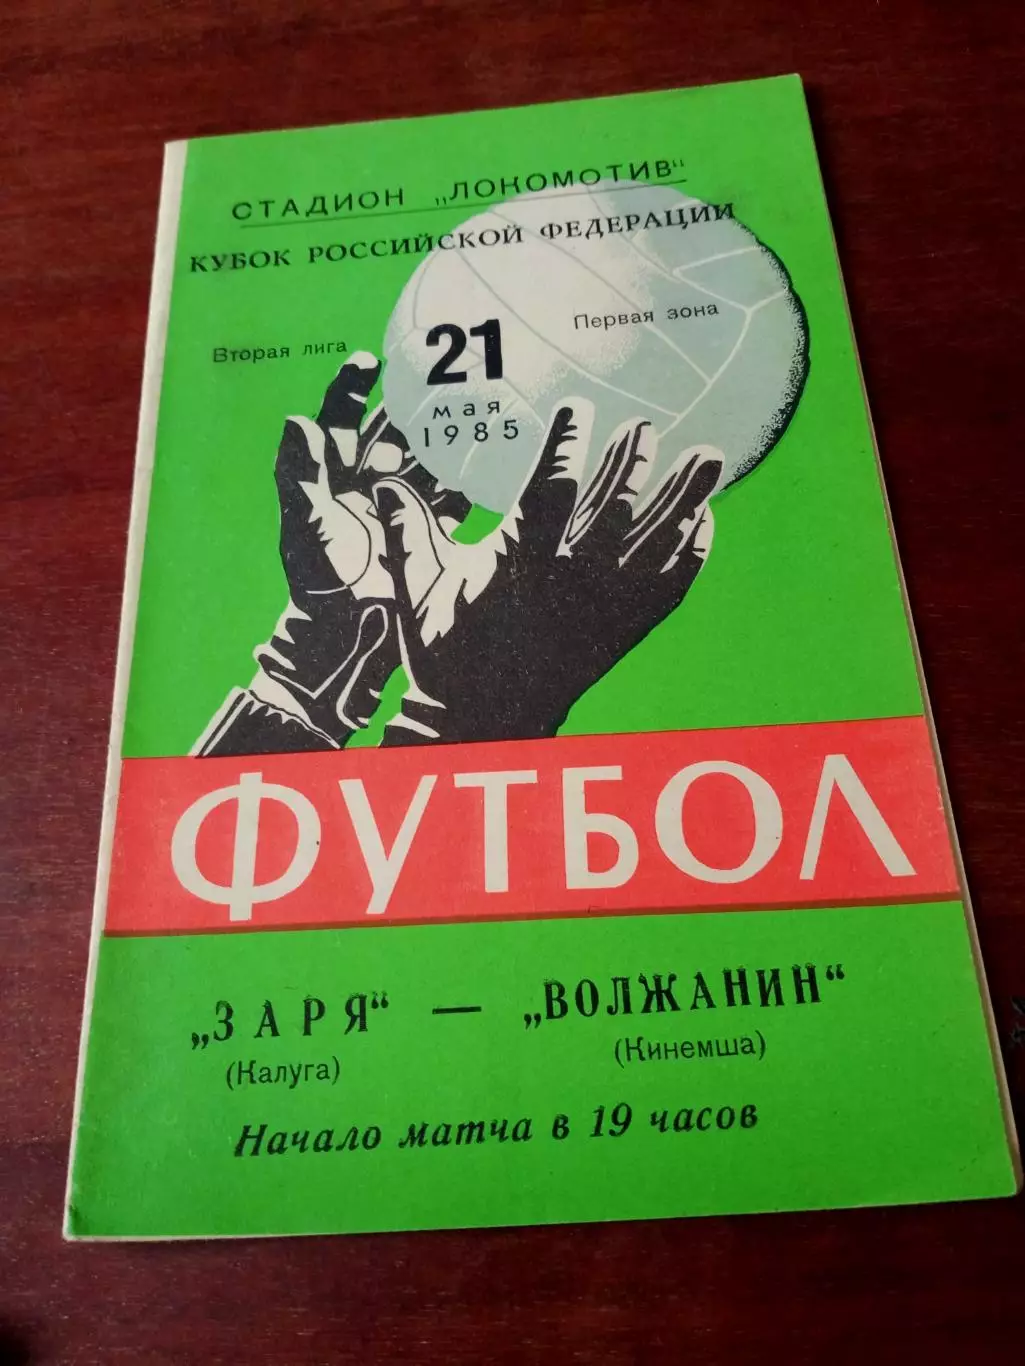 СТАДИОН „ЛОКОМОТИВ“
КУБОК РОССИЙСКОЙ ФЕДЕРАЦИИ
Вторая лига
Первая зона
21
мая
1985
ФУТБОЛ
„ЗАРЯ“ — „ВОЛЖАНИН“
(Калуга) (Кинемша)
Начало матча в 19 часов